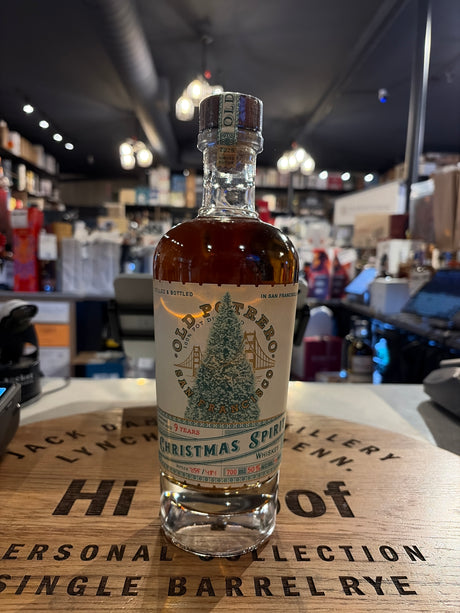 OLD
DISTILLED & BOTTLED IN SAN FRANCISCO
OLD POTRERO
SAN FRANCISCO
9 YEARS
CHRISTMAS SPIRIT
WHISKEY
700
JACK DANIEL DISTILLERY
LYNCHBURG, TENN.
Hi Proof
PERSONAL COLLECTION
SINGLE BARREL RYE